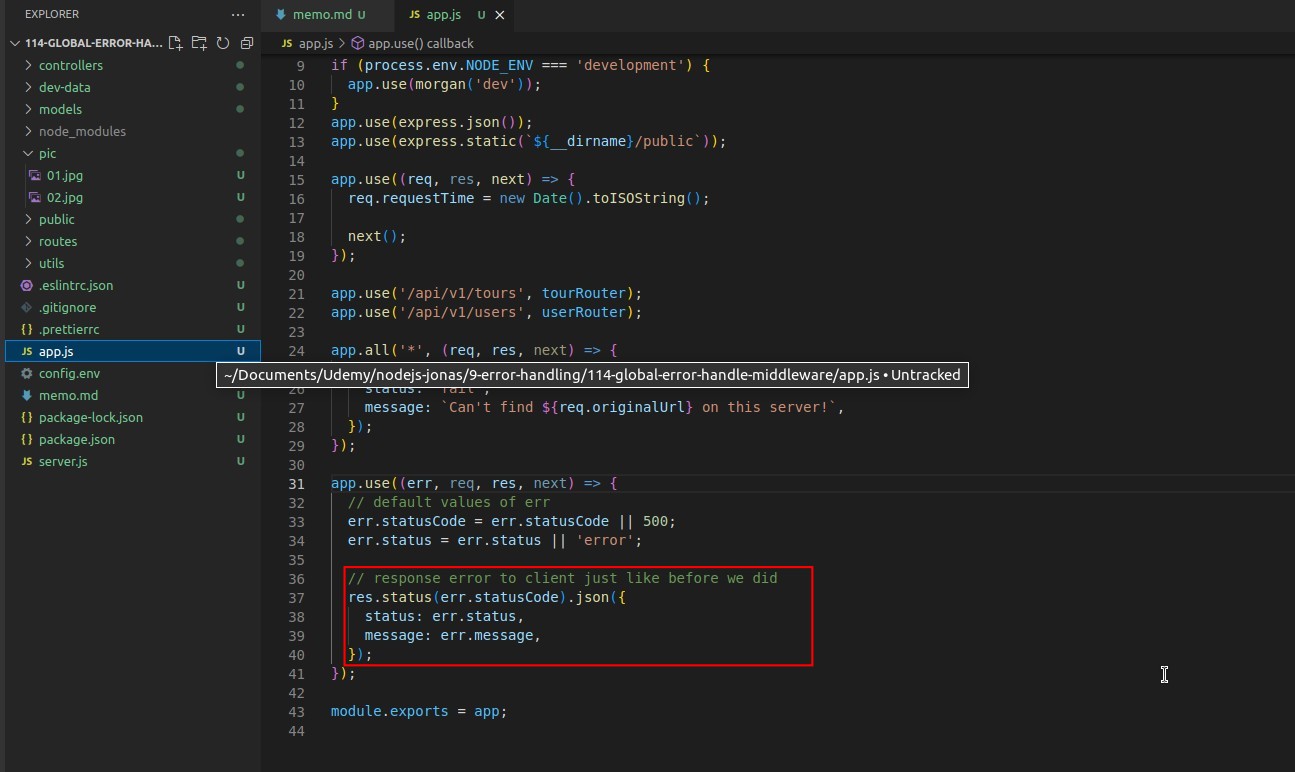 EXPLORER
114-GLOBAL-ERROR-HA...
controllers
dev-data
models
node_modules
pic
01.jpg U
02.jpg U
public
routes
utils
.eslintrc.json U
.gitignore U
{} .prettierrc U
JS app.js U
config.env U
memo.md U
{} package-lock.json U
{} package.json U
JS server.js U
memo.md U
JS app.js U
JS app.js > app.use() callback
9 if (process.env.NODE_ENV === 'development') {
10 app.use(morgan('dev'));
11 }
12 app.use(express.json());
13 app.use(express.static(`${__dirname}/public`));
14
15 app.use((req, res, next) => {
16 req.requestTime = new Date().toISOString();
17
18 next();
19 });
20
21 app.use('/api/v1/tours', tourRouter);
22 app.use('/api/v1/users', userRouter);
23
24 app.all('*', (req, res, next) => {
~/Documents/Udemy/nodejs-jonas/9-error-handling/114-global-error-handle-middleware/app.js • Untracked
26 status: 'fail',
27 message: `Can't find ${req.originalUrl} on this server!`,
28 });
29 });
30
31 app.use((err, req, res, next) => {
32 // default values of err
33 err.statusCode = err.statusCode || 500;
34 err.status = err.status || 'error';
35
36 // response error to client just like before we did
37 res.status(err.statusCode).json({
38 status: err.status,
39 message: err.message,
40 });
41 });
42
43 module.exports = app;
44